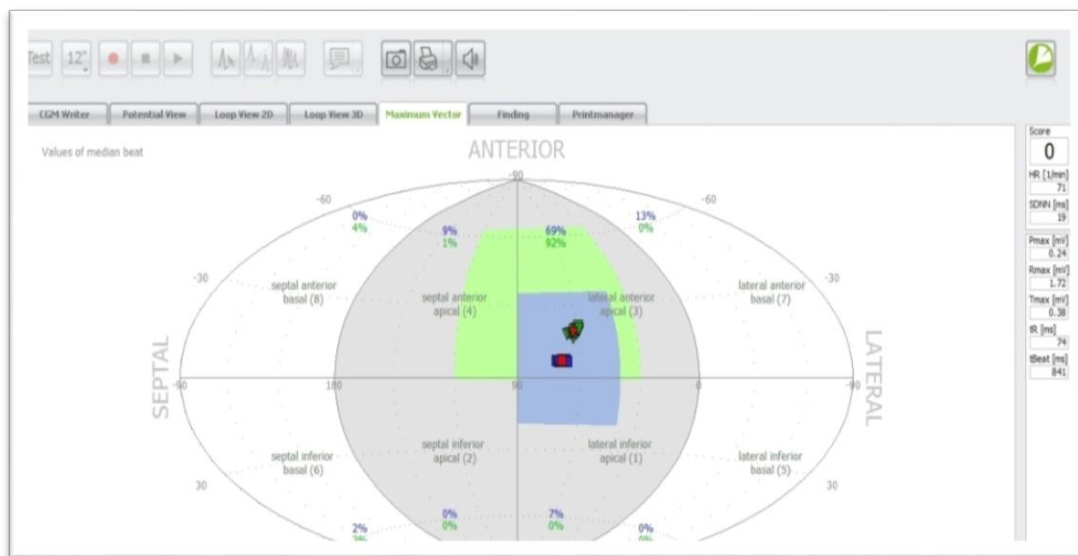 Test
12"
CGM Writer
Potential View
Loop View 2D
Loop View 3D
Maximum Vector
Finding
Printmanager
Values of median beat
ANTERIOR
-90
-60
-60
0%
4%
9%
1%
69%
92%
13%
0%
-30
-30
septal anterior
basal (8)
septal anterior
apical (4)
lateral anterior
apical (3)
lateral anterior
basal (7)
SEPTAL
LATERAL
-90
180
90
0
-90
septal inferior
basal (6)
septal inferior
apical (2)
lateral inferior
apical (1)
lateral inferior
basal (5)
30
30
2%
0%
0%
7%
0%
0%
Score
0
HR [1/min]
71
SDNN [ms]
19
Pmax [mV]
0.24
Rmax [mV]
1.72
Tmax [mV]
0.38
tR [ms]
74
tBeat [ms]
841